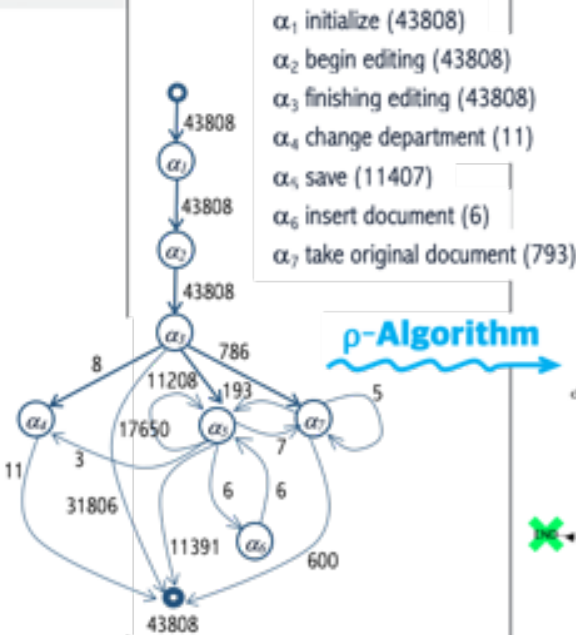 α₁ initialize (43808)
α₂ begin editing (43808)
α₃ finishing editing (43808)
α₄ change department (11)
α₅ save (11407)
α₆ insert document (6)
α₇ take original document (793)
43808
α₁
43808
α₂
43808
α₃
ρ-Algorithm
8
786
11208
193
5
α₄
17650
α₅
α₇
7
3
11
31806
6
6
11391
α₆
600
END
43808